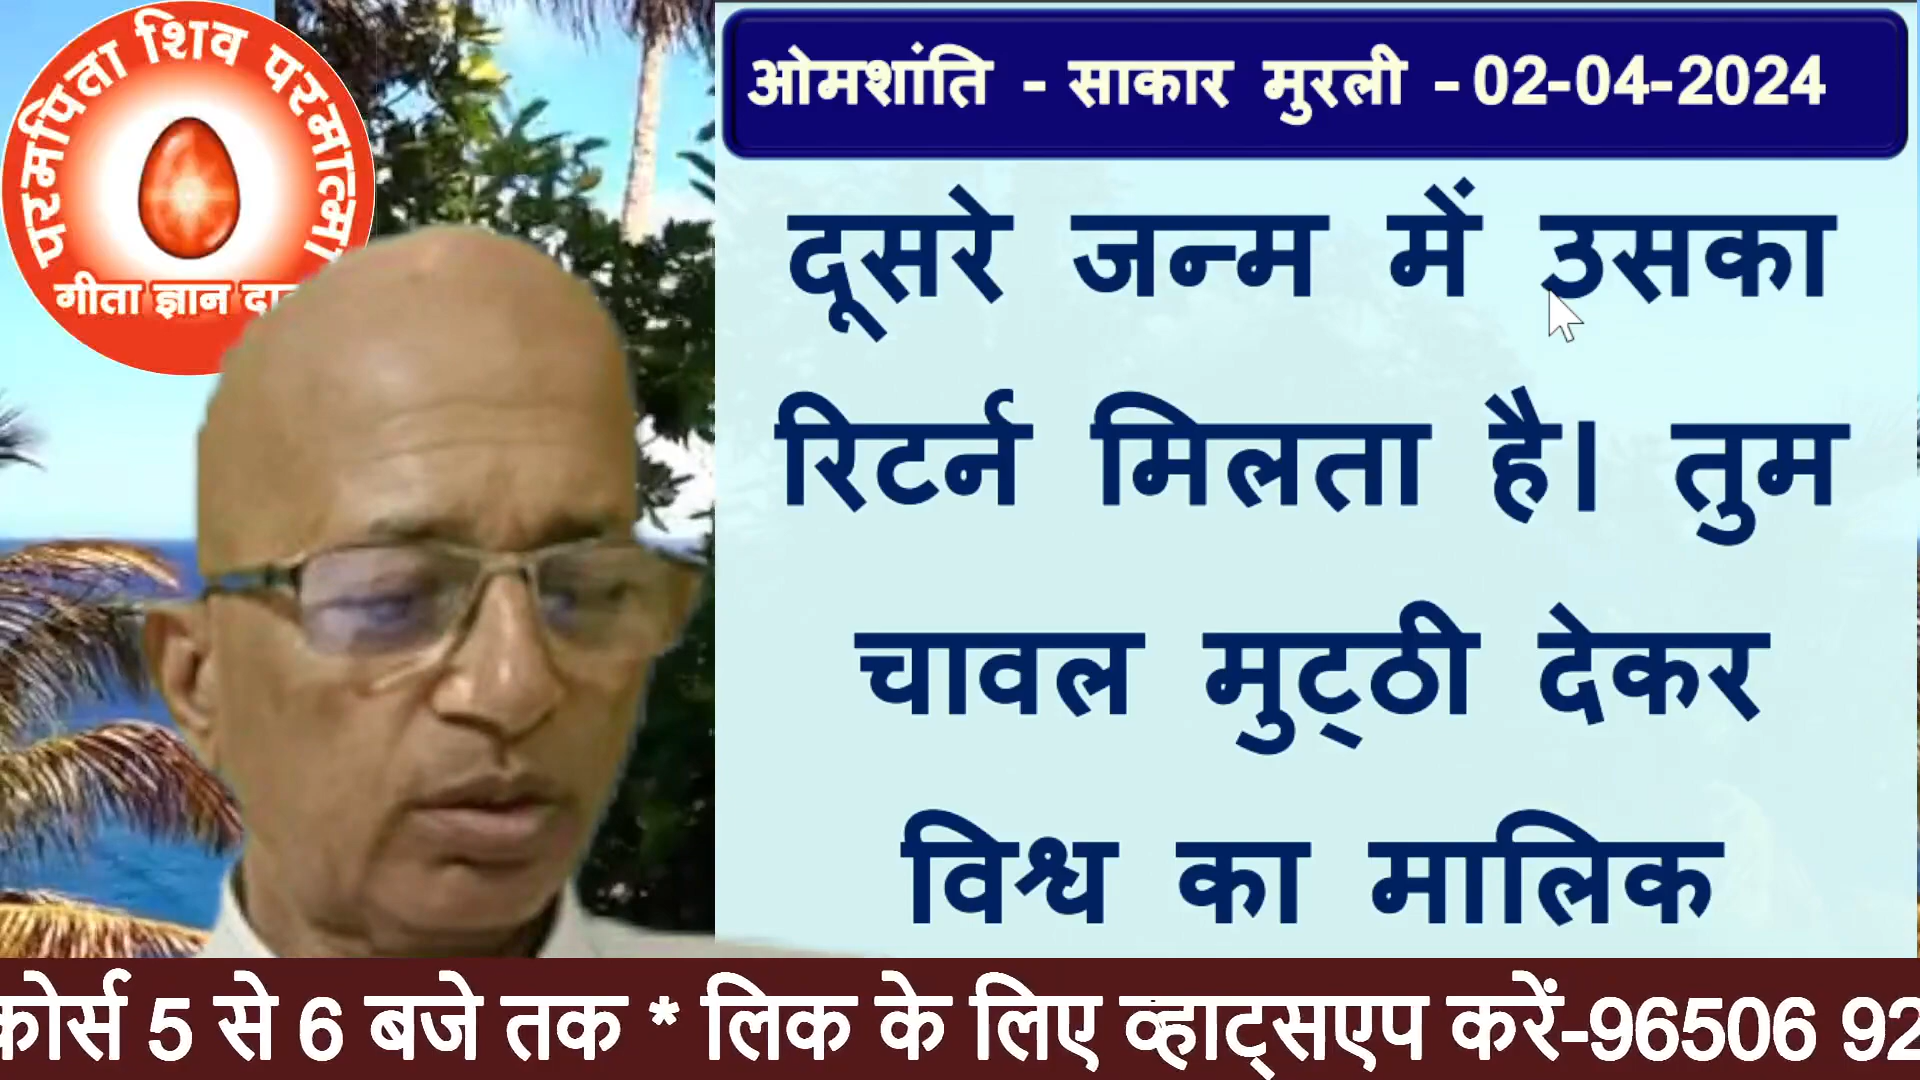 परमपिता शिव परमात्मा
गीता ज्ञान
ओमशांति - साकार मुरली - 02-04-2024
दूसरे जन्म में उसका
रिटर्न मिलता है। तुम
चावल मुट्ठी देकर
विश्व का मालिक
कोर्स 5 से 6 बजे तक * लिक के लिए व्हाट्सएप करें-96506 92